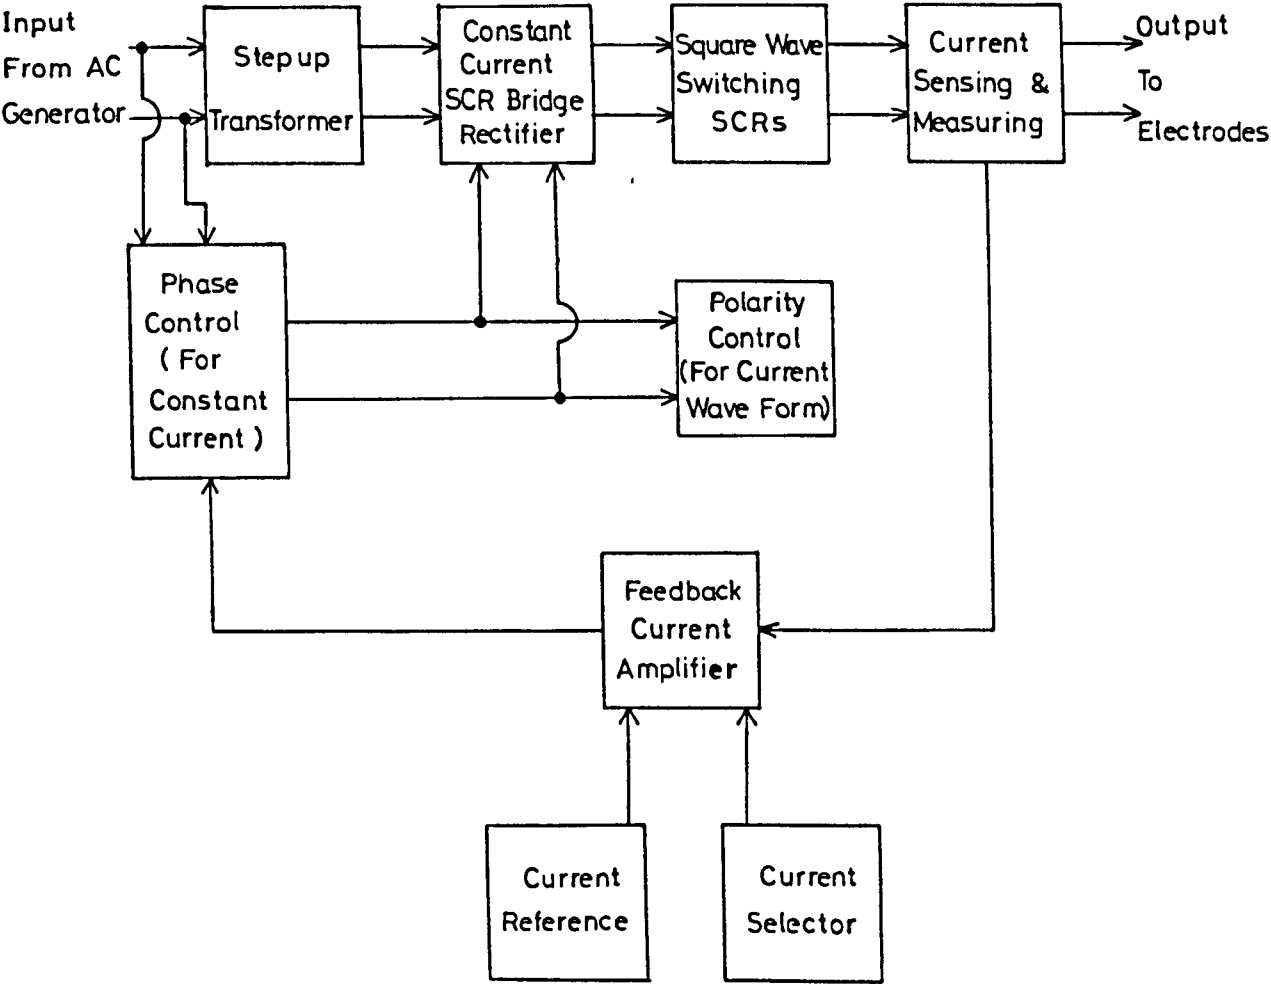 Input
From AC
Generator
Step up
Transformer
Constant
Current
SCR Bridge
Rectifier
Square Wave
Switching
SCRs
Current
Sensing &
Measuring
Output
To
Electrodes
Phase
Control
( For
Constant
Current )
Polarity
Control
(For Current
Wave Form)
Feedback
Current
Amplifier
Current
Reference
Current
Selector